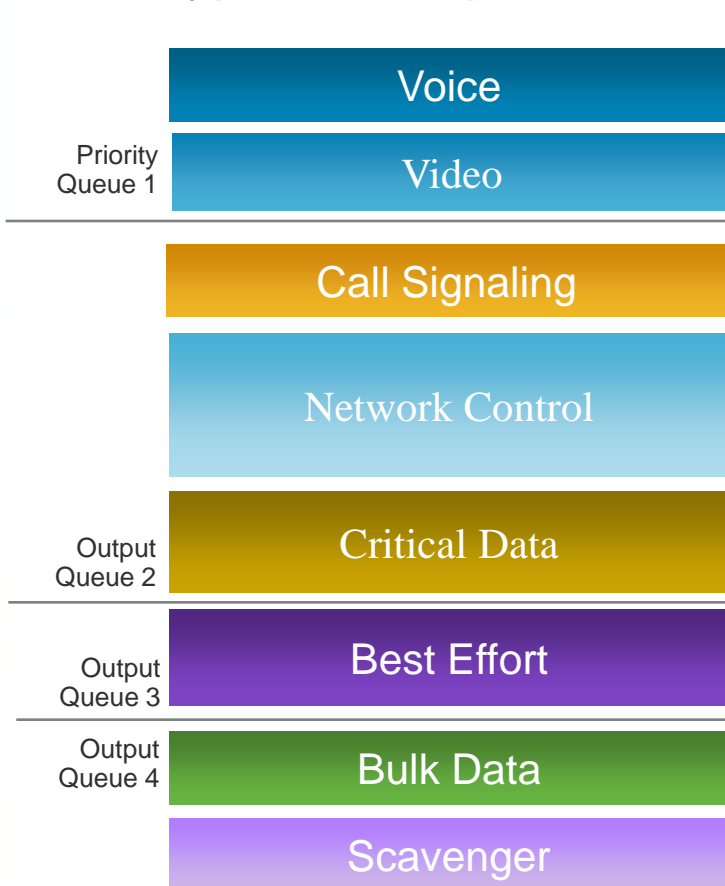 Voice
Priority
Queue 1
Video
Call Signaling
Network Control
Output
Queue 2
Critical Data
Output
Queue 3
Best Effort
Output
Queue 4
Bulk Data
Scavenger